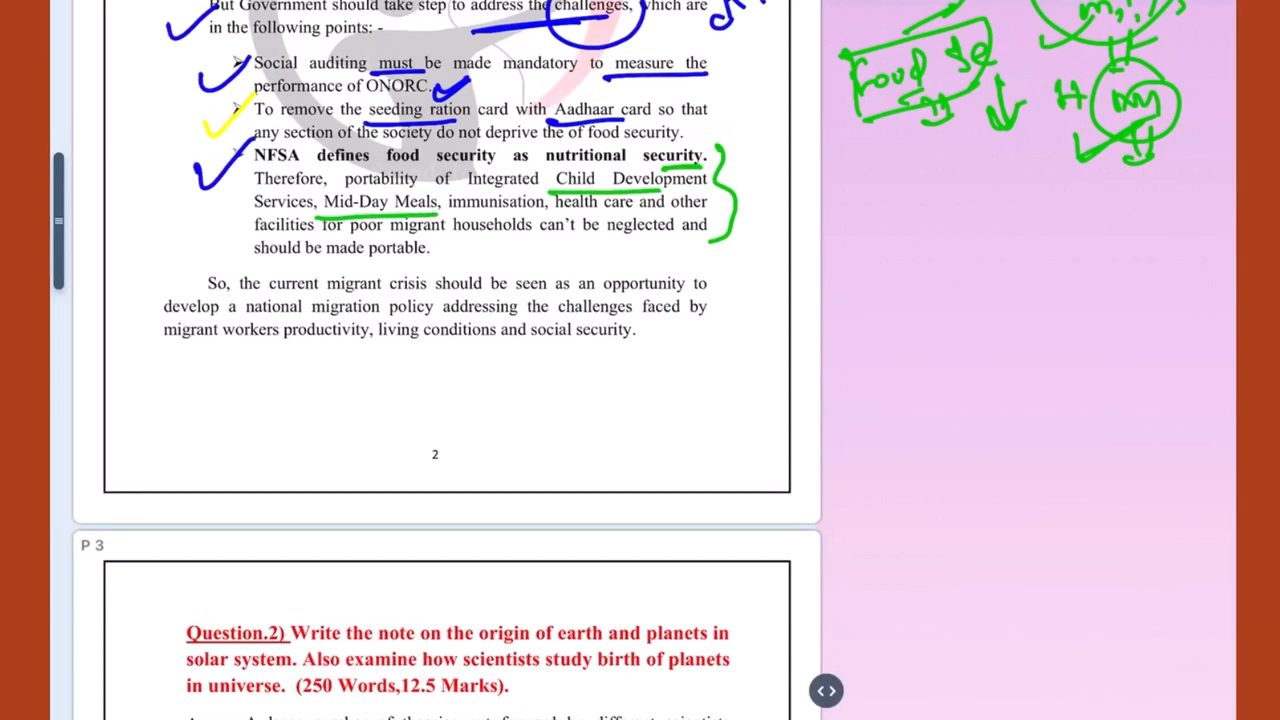 But Government should take step to address the challenges, which are
in the following points: -
Social auditing must be made mandatory to measure the
performance of ONORC.
To remove the seeding ration card with Aadhaar card so that
any section of the society do not deprive the of food security.
NFSA defines food security as nutritional security.
Therefore, portability of Integrated Child Development
Services, Mid-Day Meals, immunisation, health care and other
facilities for poor migrant households can't be neglected and
should be made portable.
So, the current migrant crisis should be seen as an opportunity to
develop a national migration policy addressing the challenges faced by
migrant workers productivity, living conditions and social security.
2
P 3
Question.2) Write the note on the origin of earth and planets in
solar system. Also examine how scientists study birth of planets
in universe. (250 Words,12.5 Marks).
Food Se